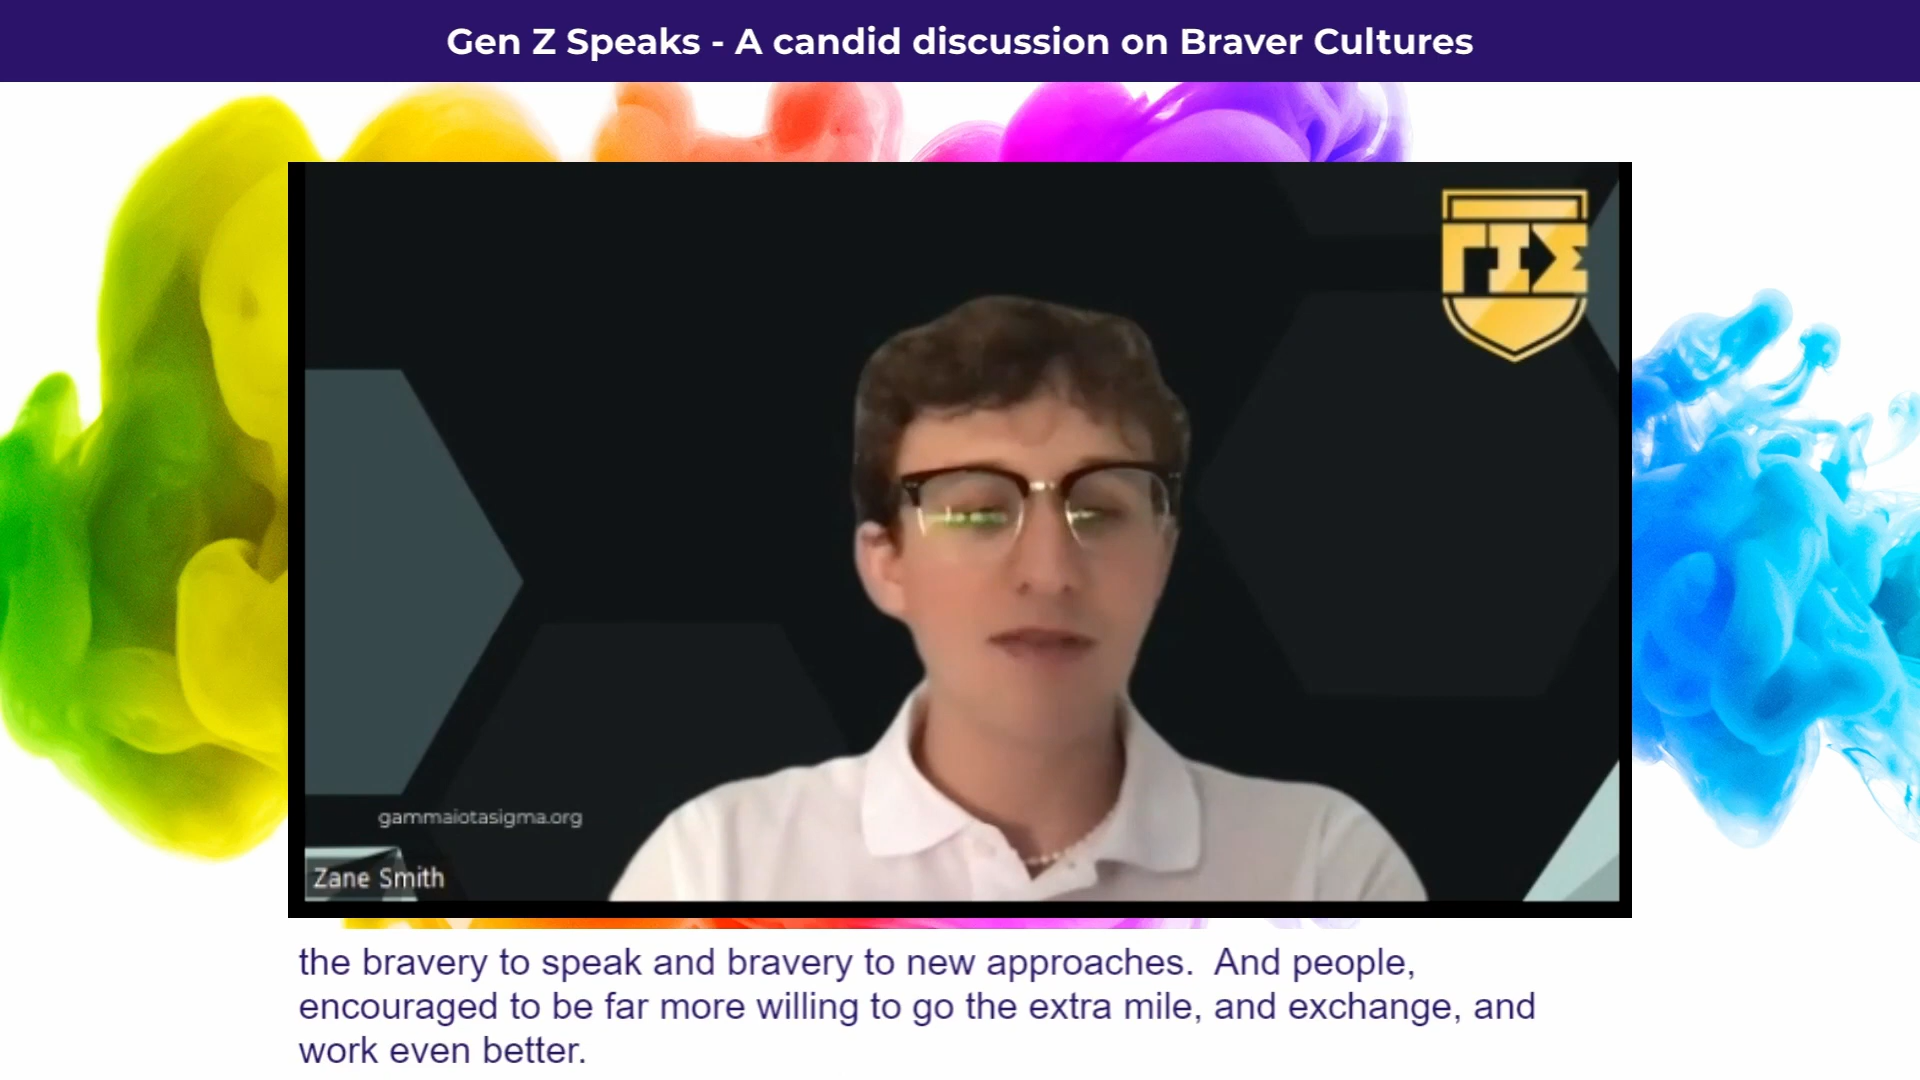 Gen Z Speaks - A candid discussion on Braver Cultures
ΓΙΣ
gammaiotasigma.org
Zane Smith
the bravery to speak and bravery to new approaches.  And people,
encouraged to be far more willing to go the extra mile, and exchange, and
work even better.